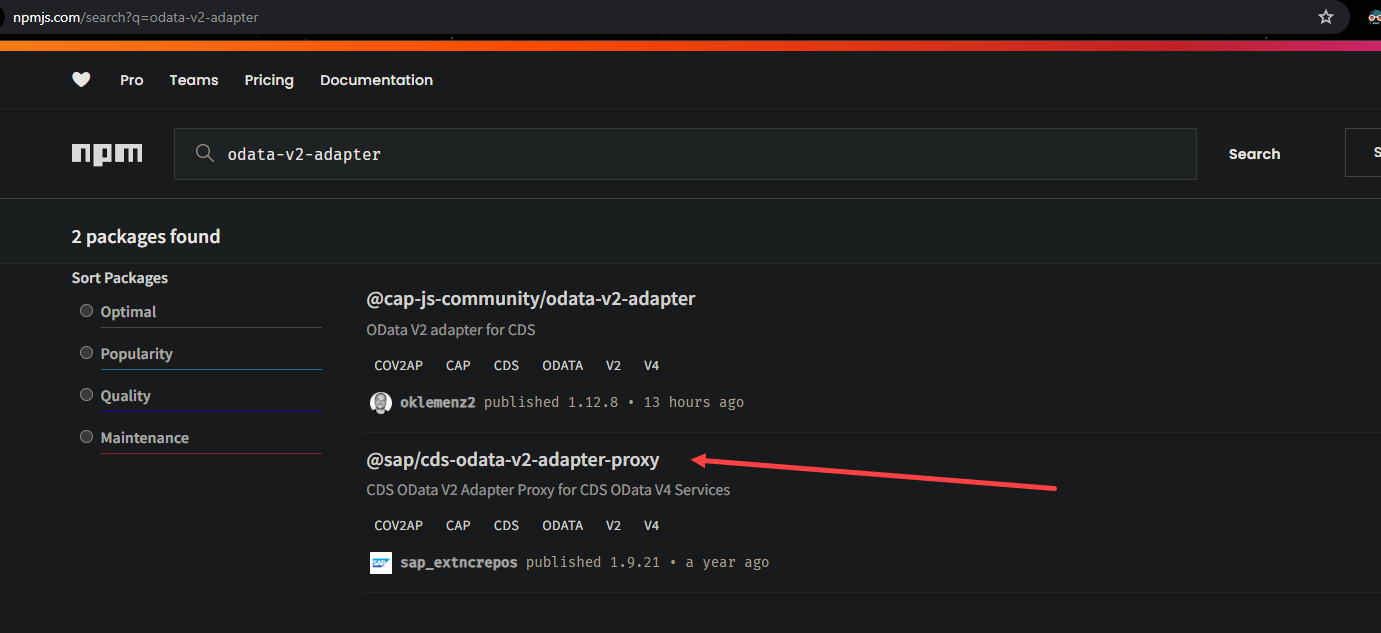 npmjs.com/search?q=odata-v2-adapter
Pro Teams Pricing Documentation
npm odata-v2-adapter Search S
2 packages found
Sort Packages
Optimal
Popularity
Quality
Maintenance
@cap-js-community/odata-v2-adapter
OData V2 adapter for CDS
COV2AP CAP CDS ODATA V2 V4
oklemenz2 published 1.12.8 • 13 hours ago
@sap/cds-odata-v2-adapter-proxy
CDS OData V2 Adapter Proxy for CDS OData V4 Services
COV2AP CAP CDS ODATA V2 V4
SAP sap_extncrepos published 1.9.21 • a year ago